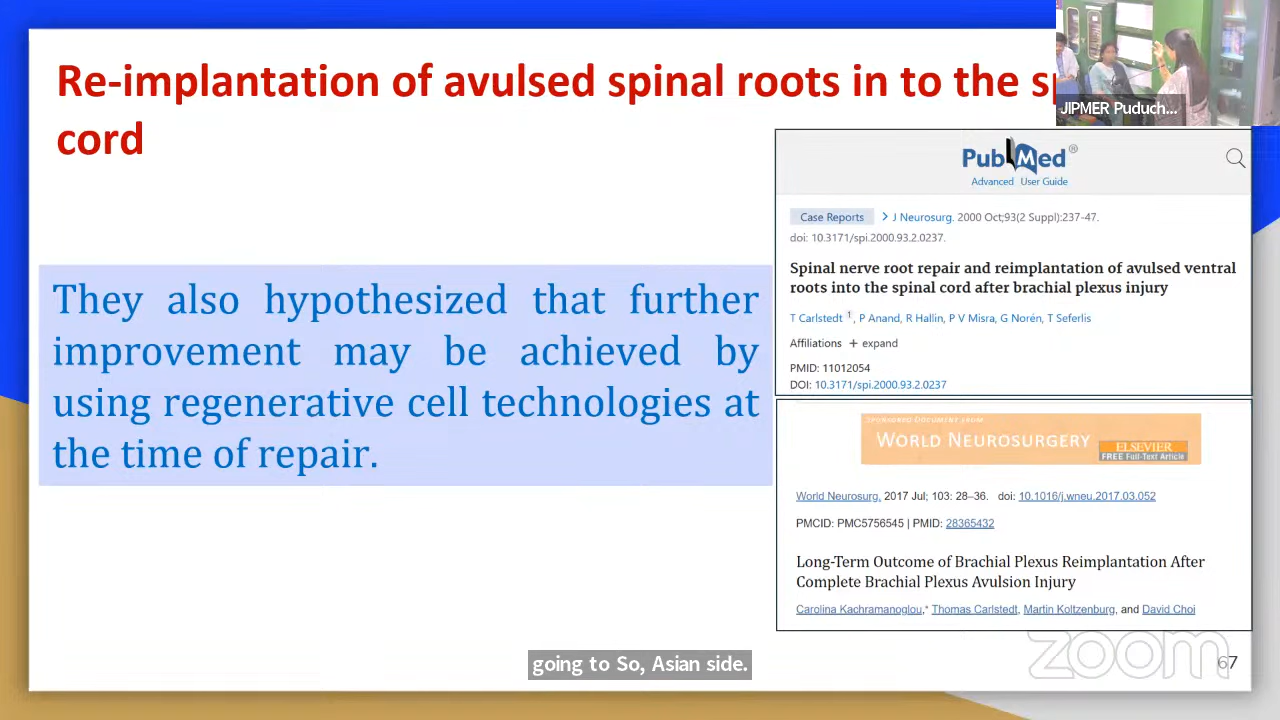 Re-implantation of avulsed spinal roots in to the sp
cord
JIPMER Puduch...
PubMed®
Advanced User Guide
Case Reports > J Neurosurg. 2000 Oct;93(2 Suppl):237-47.
doi: 10.3171/spi.2000.93.2.0237.
Spinal nerve root repair and reimplantation of avulsed ventral
roots into the spinal cord after brachial plexus injury
T Carlstedt 1, P Anand, R Hallin, P V Misra, G Norén, T Seferlis
Affiliations + expand
PMID: 11012054
DOI: 10.3171/spi.2000.93.2.0237
They also hypothesized that further
improvement may be achieved by
using regenerative cell technologies at
the time of repair.
SPONSORED DOCUMENT FROM
WORLD NEUROSURGERY
ELSEVIER
FREE Full-Text Article
World Neurosurg. 2017 Jul; 103: 28–36. doi: 10.1016/j.wneu.2017.03.052
PMCID: PMC5756545 | PMID: 28365432
Long-Term Outcome of Brachial Plexus Reimplantation After
Complete Brachial Plexus Avulsion Injury
Carolina Kachramanoglou,* Thomas Carlstedt, Martin Koltzenburg, and David Choi
going to So, Asian side.
zoom
67